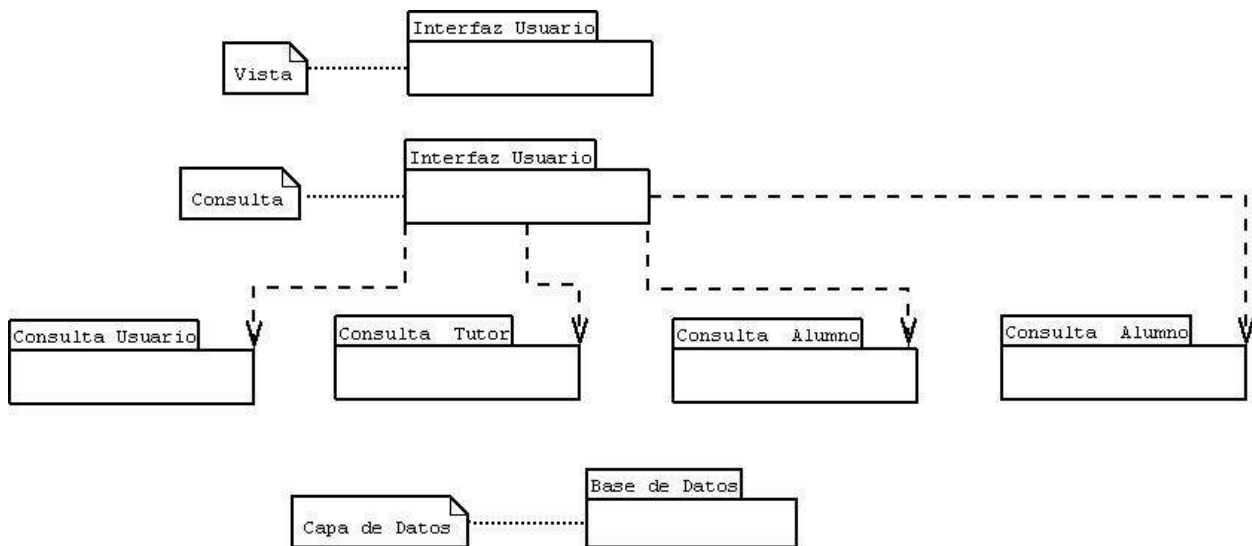 Interfaz Usuario
Vista
Interfaz Usuario
Consulta
Consulta Usuario
Consulta Tutor
Consulta Alumno
Consulta Alumno
Base de Datos
Capa de Datos